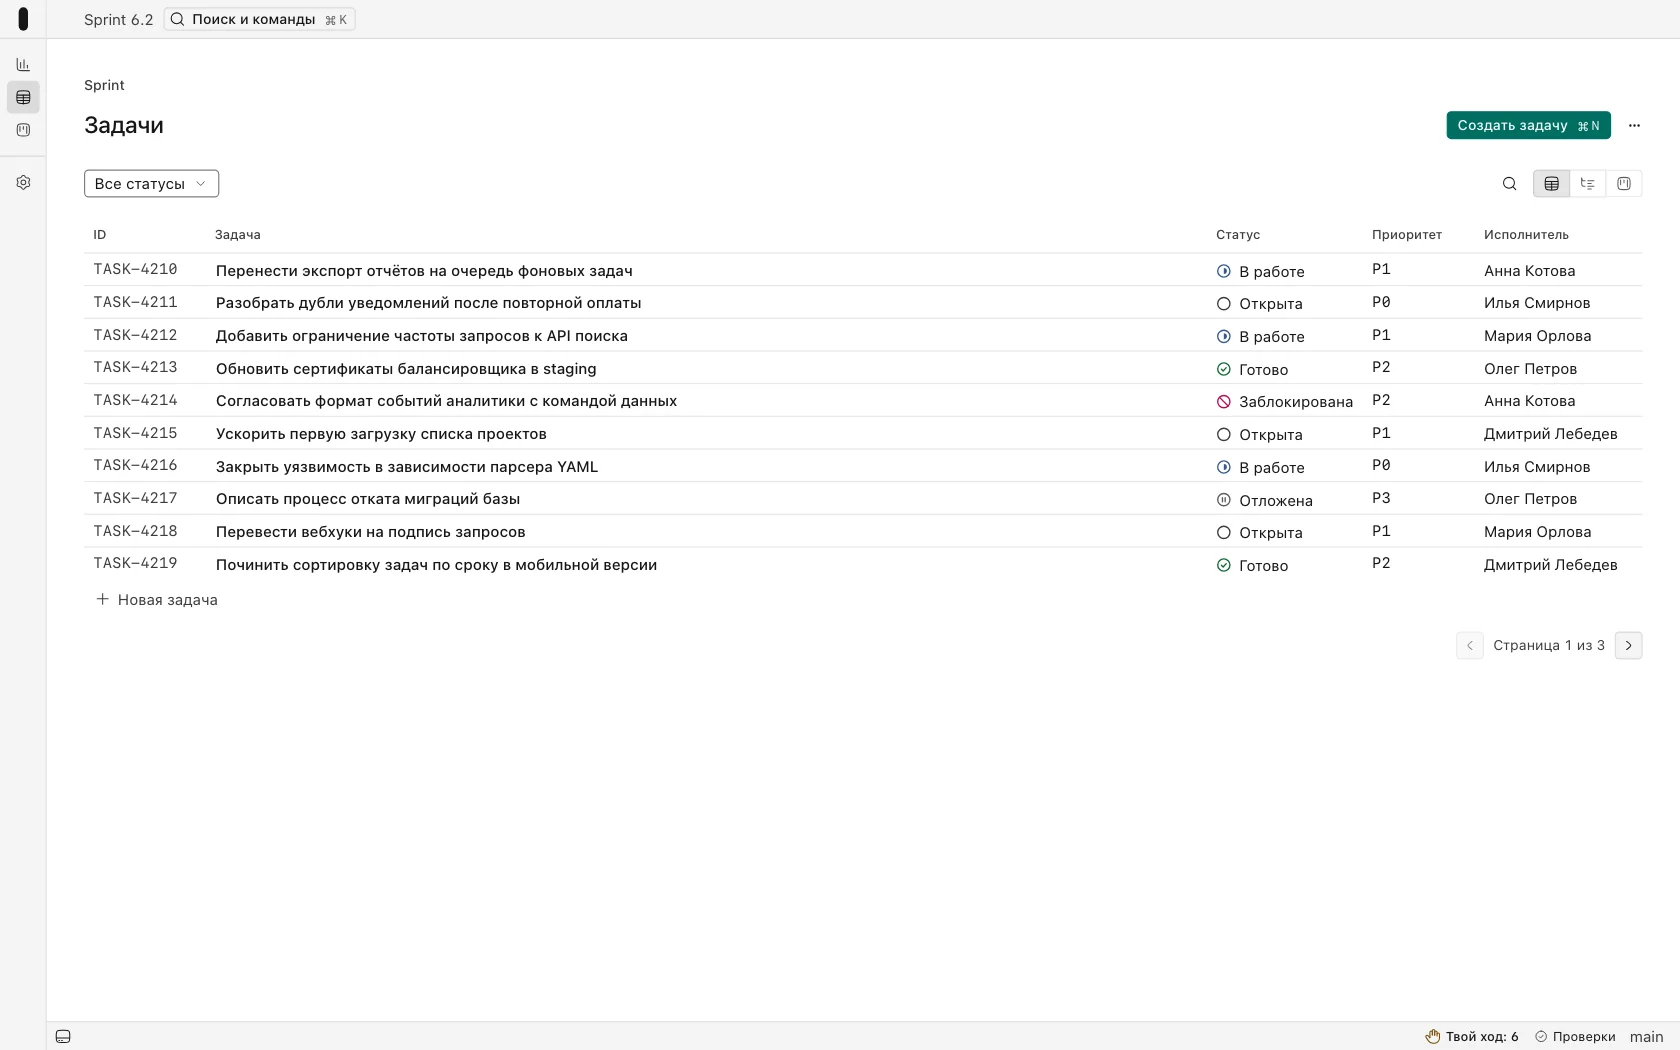 Sprint 6.2 Поиск и команды ⌘ K
Sprint
Задачи
Создать задачу ⌘ N
Все статусы
ID Задача Статус Приоритет Исполнитель
TASK-4210 Перенести экспорт отчётов на очередь фоновых задач В работе P1 Анна Котова
TASK-4211 Разобрать дубли уведомлений после повторной оплаты Открыта P0 Илья Смирнов
TASK-4212 Добавить ограничение частоты запросов к API поиска В работе P1 Мария Орлова
TASK-4213 Обновить сертификаты балансировщика в staging Готово P2 Олег Петров
TASK-4214 Согласовать формат событий аналитики с командой данных Заблокирована P2 Анна Котова
TASK-4215 Ускорить первую загрузку списка проектов Открыта P1 Дмитрий Лебедев
TASK-4216 Закрыть уязвимость в зависимости парсера YAML В работе P0 Илья Смирнов
TASK-4217 Описать процесс отката миграций базы Отложена P3 Олег Петров
TASK-4218 Перевести вебхуки на подпись запросов Открыта P1 Мария Орлова
TASK-4219 Починить сортировку задач по сроку в мобильной версии Готово P2 Дмитрий Лебедев
Новая задача
Страница 1 из 3
Твой ход: 6 Проверки main